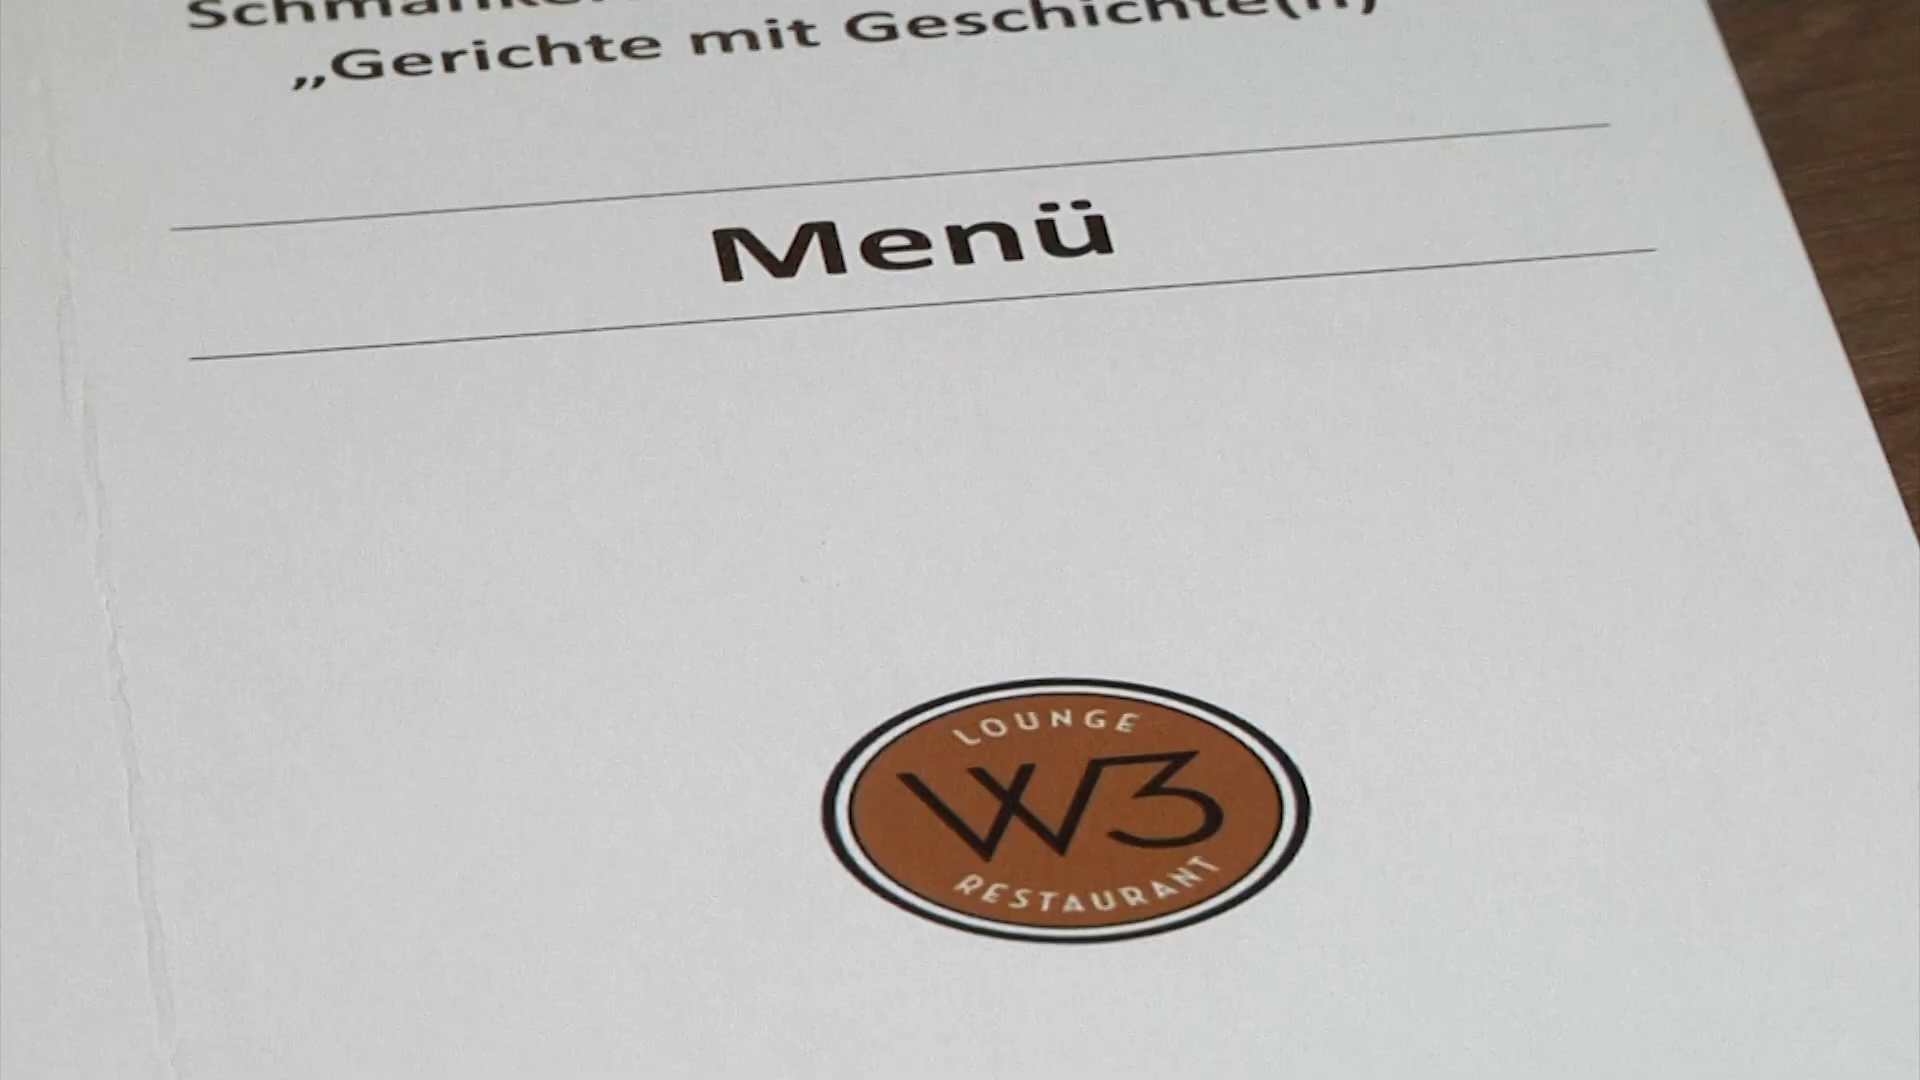 „Gerichte mit Geschichte(n)
Menü
LOUNGE
W3
RESTAURANT